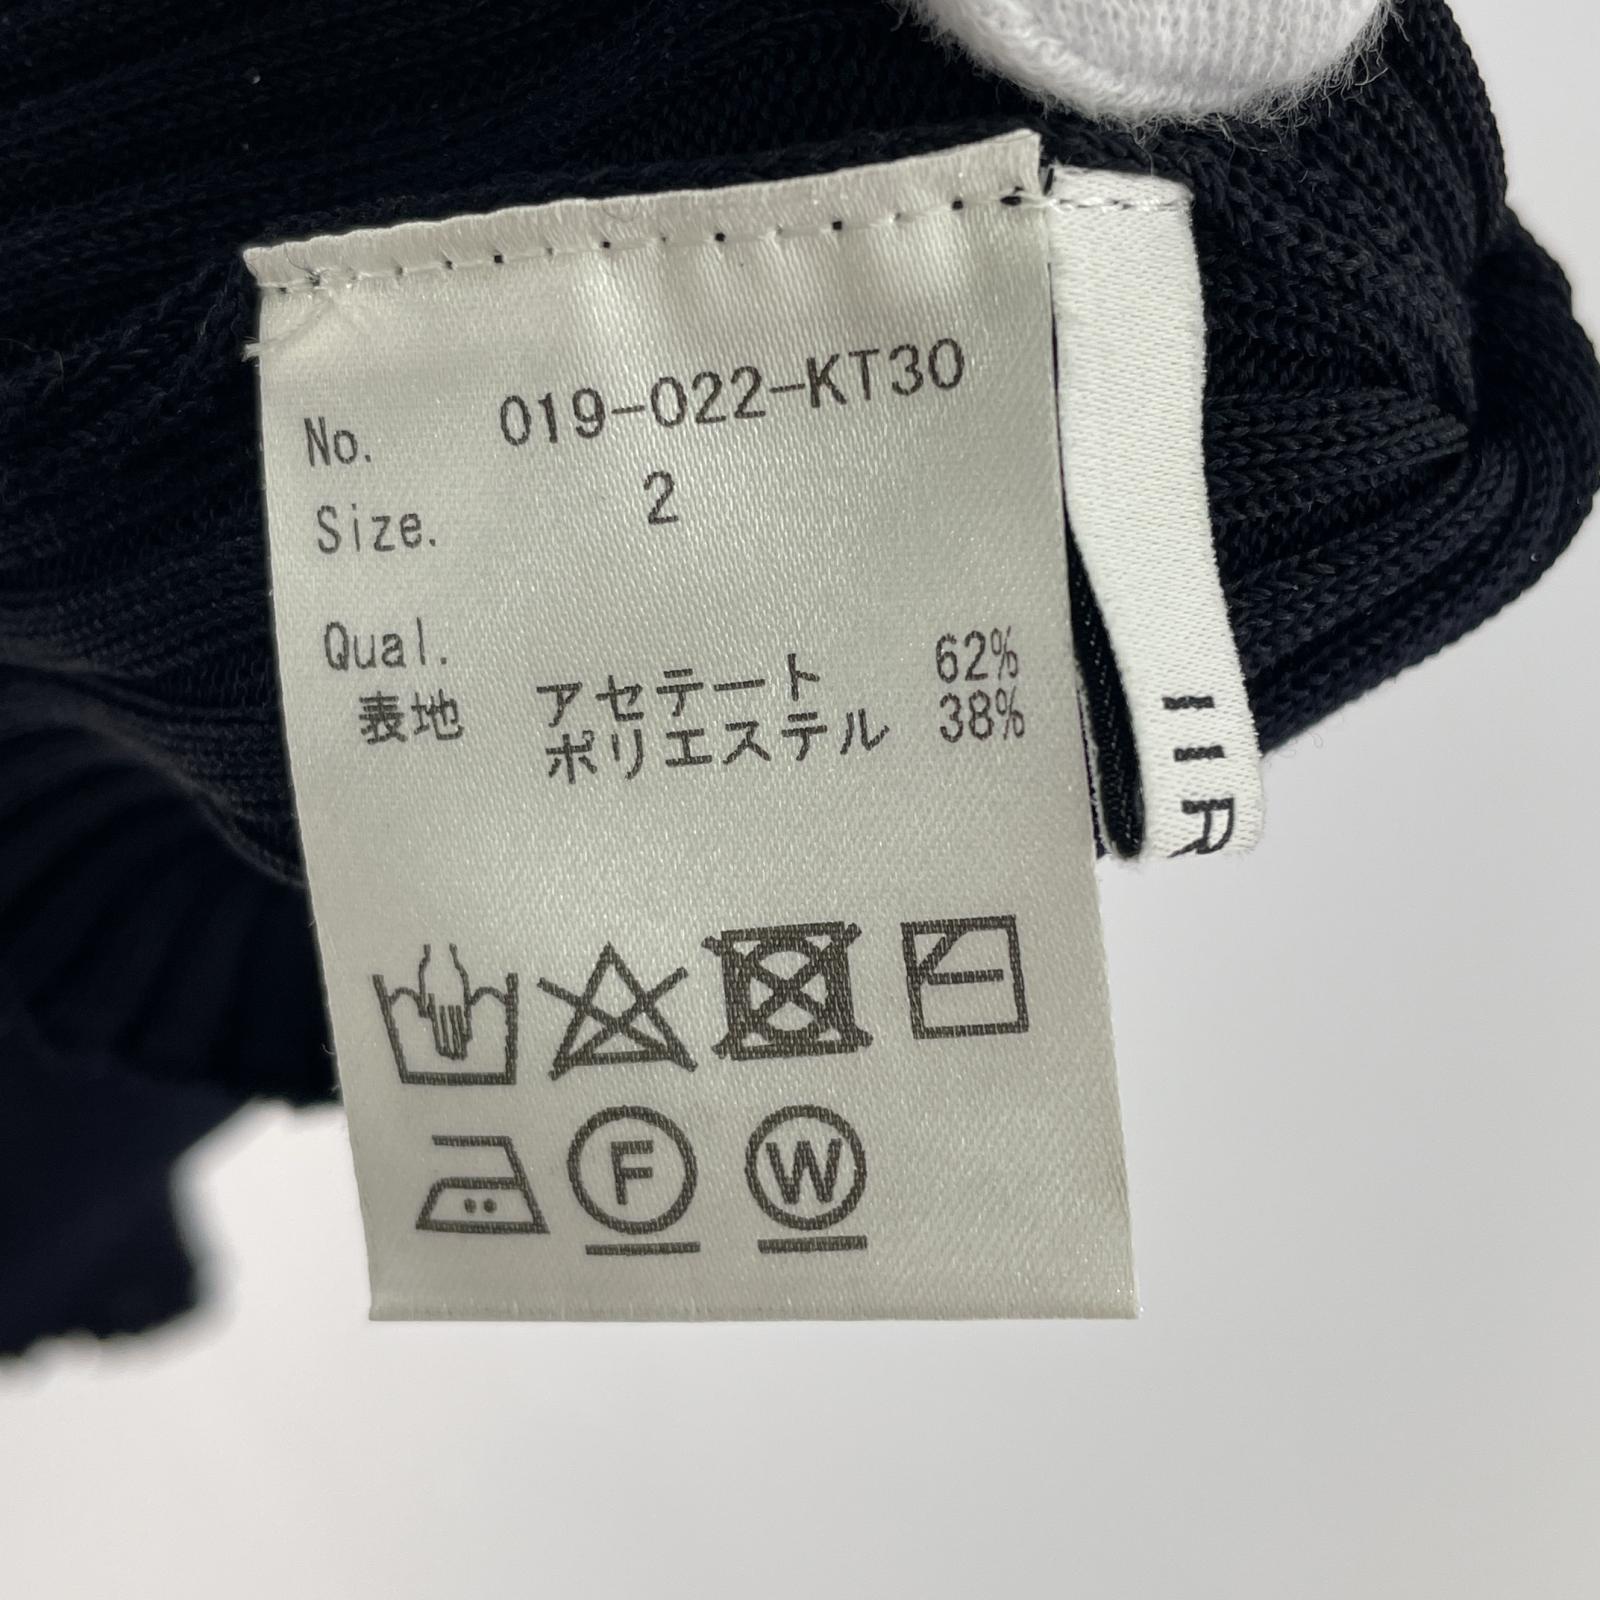 No. 019-022-KT30
Size. 2
Qual.
表地 アセテート 62%
ポリエステル 38%
F
W